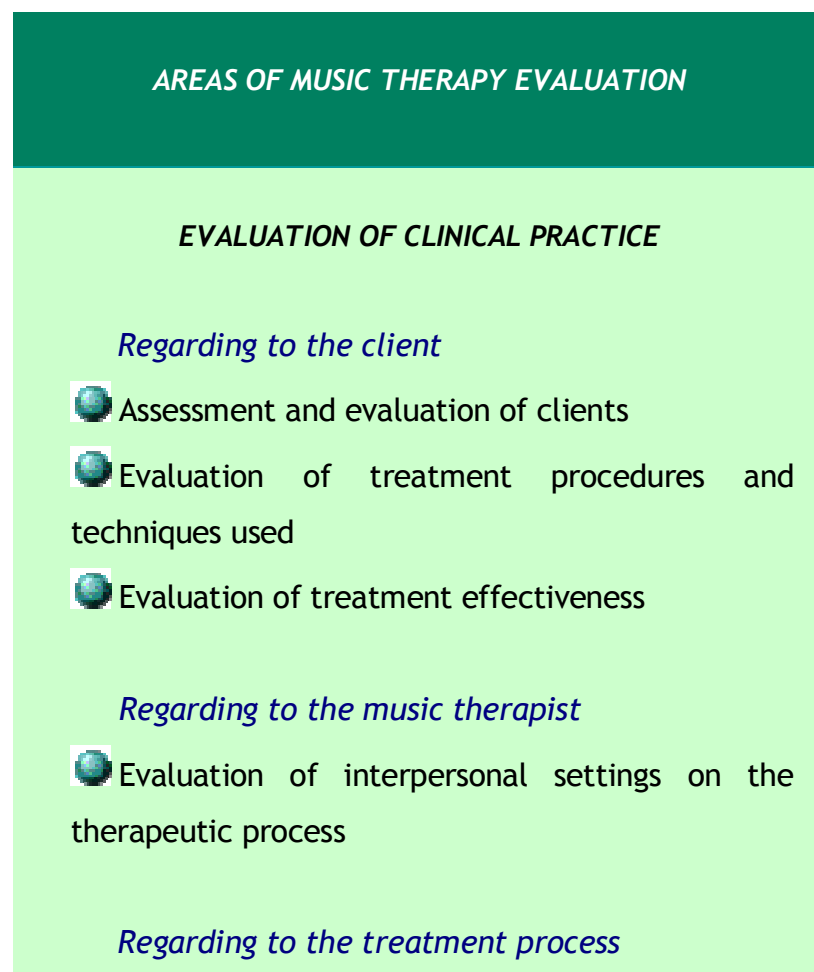 AREAS OF MUSIC THERAPY EVALUATION
EVALUATION OF CLINICAL PRACTICE
Regarding to the client
Assessment and evaluation of clients
Evaluation of treatment procedures and
techniques used
Evaluation of treatment effectiveness
Regarding to the music therapist
Evaluation of interpersonal settings on the
therapeutic process
Regarding to the treatment process